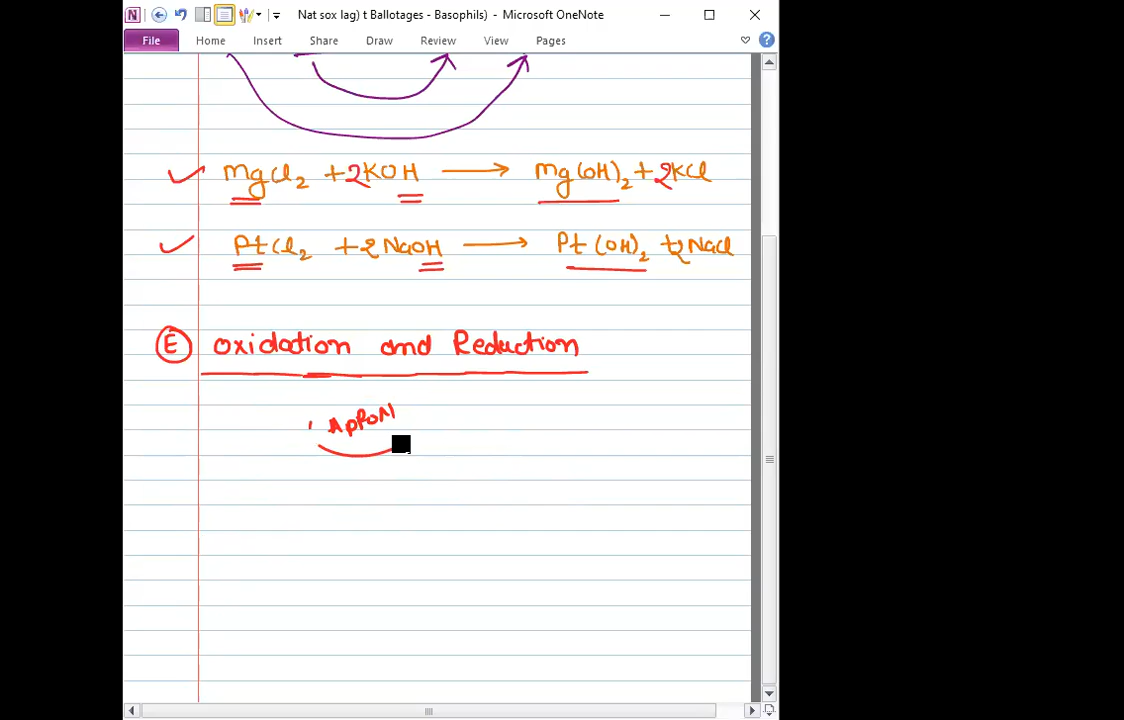 Nat sox lag) t Ballotages - Basophils) - Microsoft OneNote
File Home Insert Share Draw Review View Pages
MgCl2 + 2KOH → Mg(OH)2 + 2KCl
PtCl2 + 2NaOH → Pt(OH)2 + 2NaCl
E Oxidation and Reduction